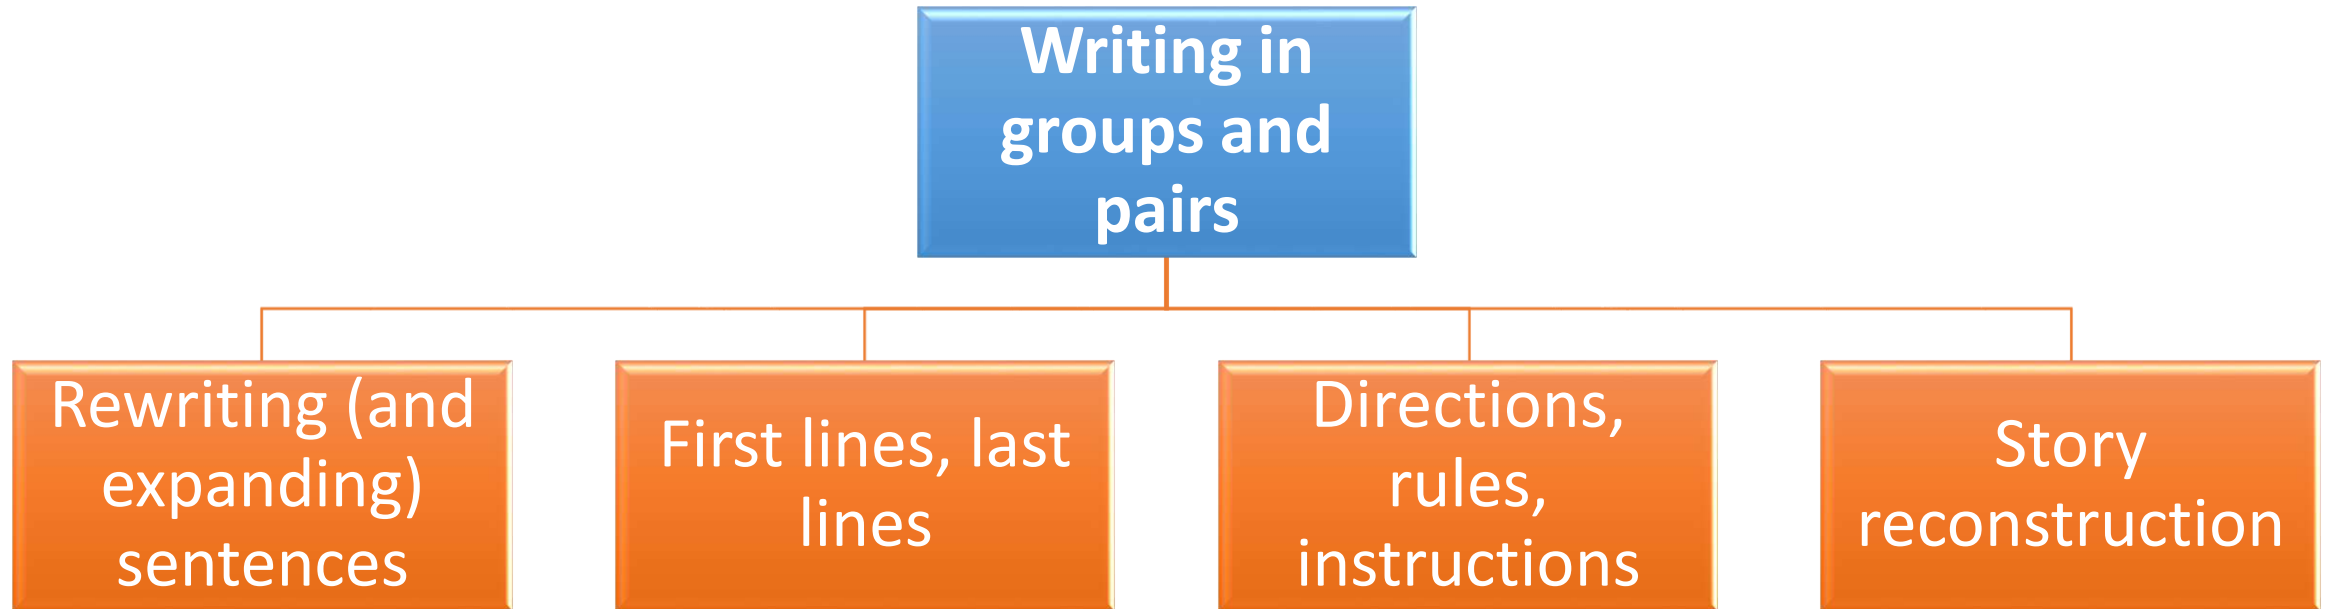 Writing in
groups and
pairs
Rewriting (and
expanding)
sentences
First lines, last
lines
Directions,
rules,
instructions
Story
reconstruction